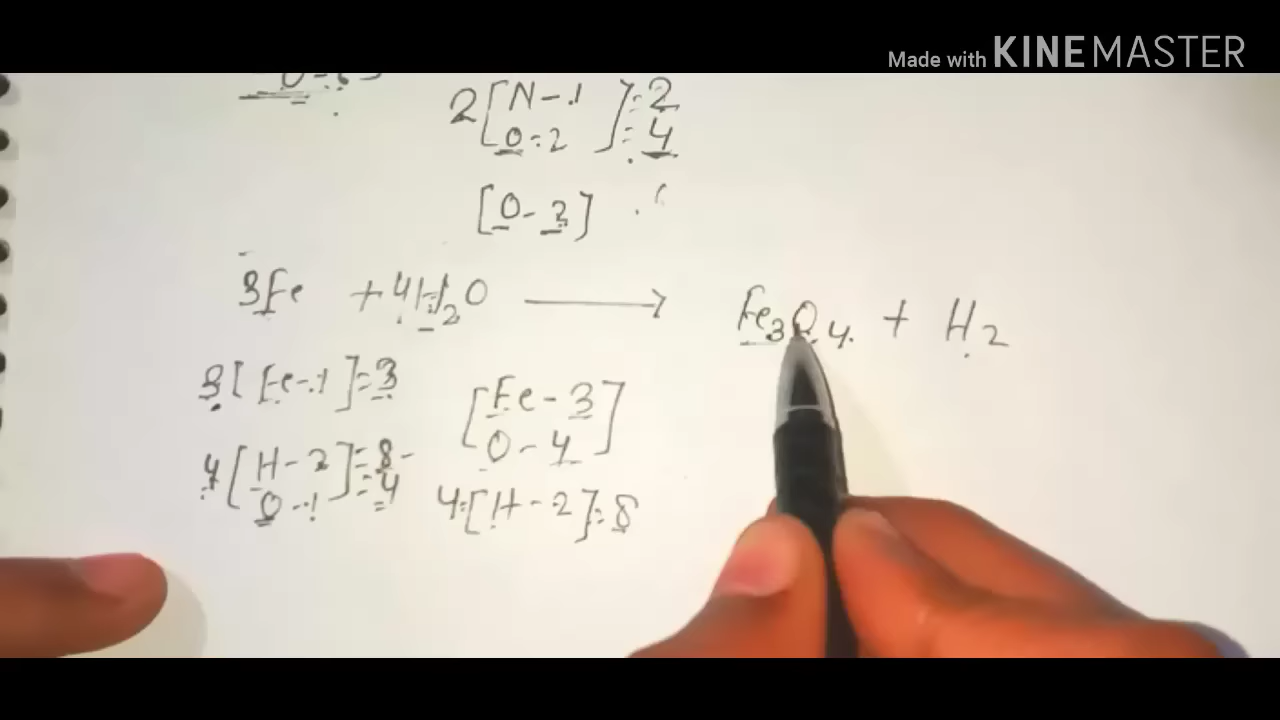 Made with KINEMASTER
2[N-1 ]=2
O=2 =4
[O-3]
3Fe + 4H2O ⟶ Fe3O4 + H2
3[Fe-1]=3
[Fe-3
O-4]
4[H-2]=8
O-1 =4
4[H-2]=8